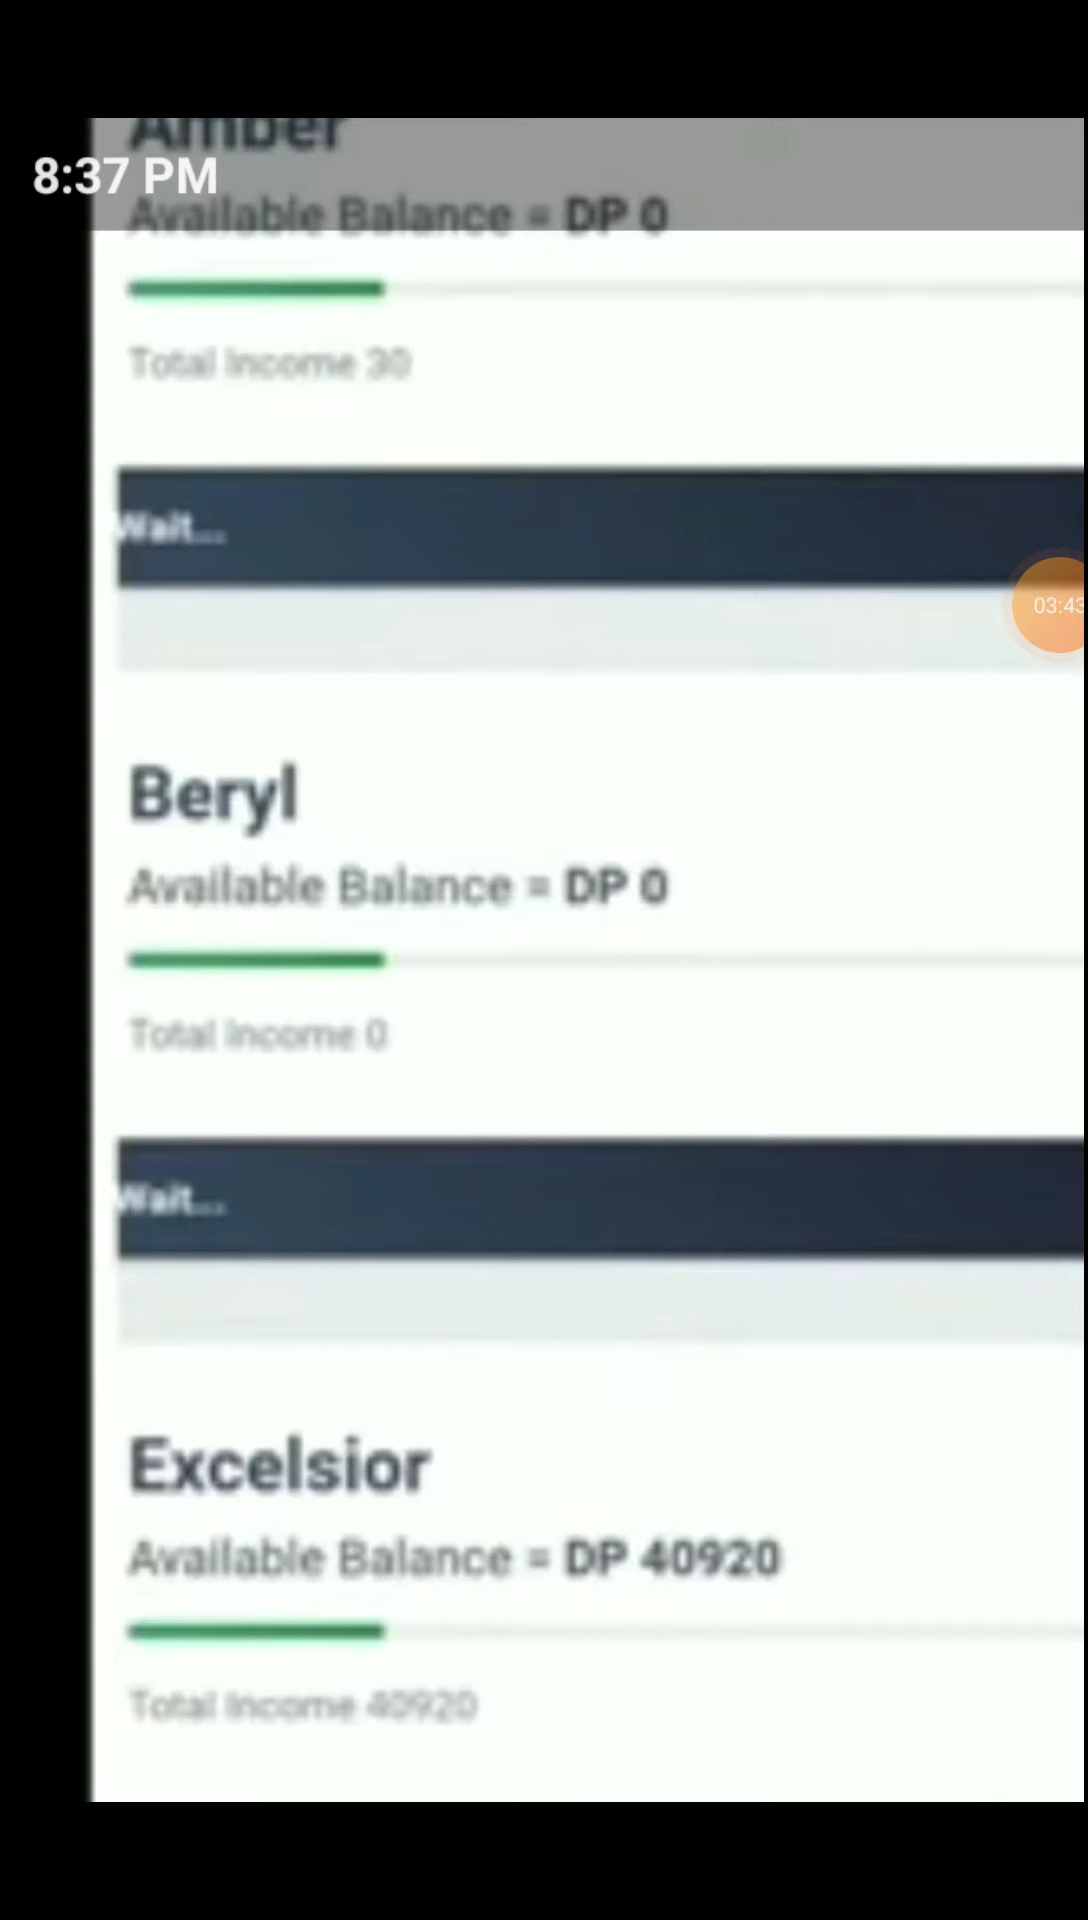 Amber
8:37 PM
Available Balance = DP 0
Total Income 30
Wait...
03:43
Beryl
Available Balance = DP 0
Total Income 0
Wait...
Excelsior
Available Balance = DP 40920
Total Income 40920